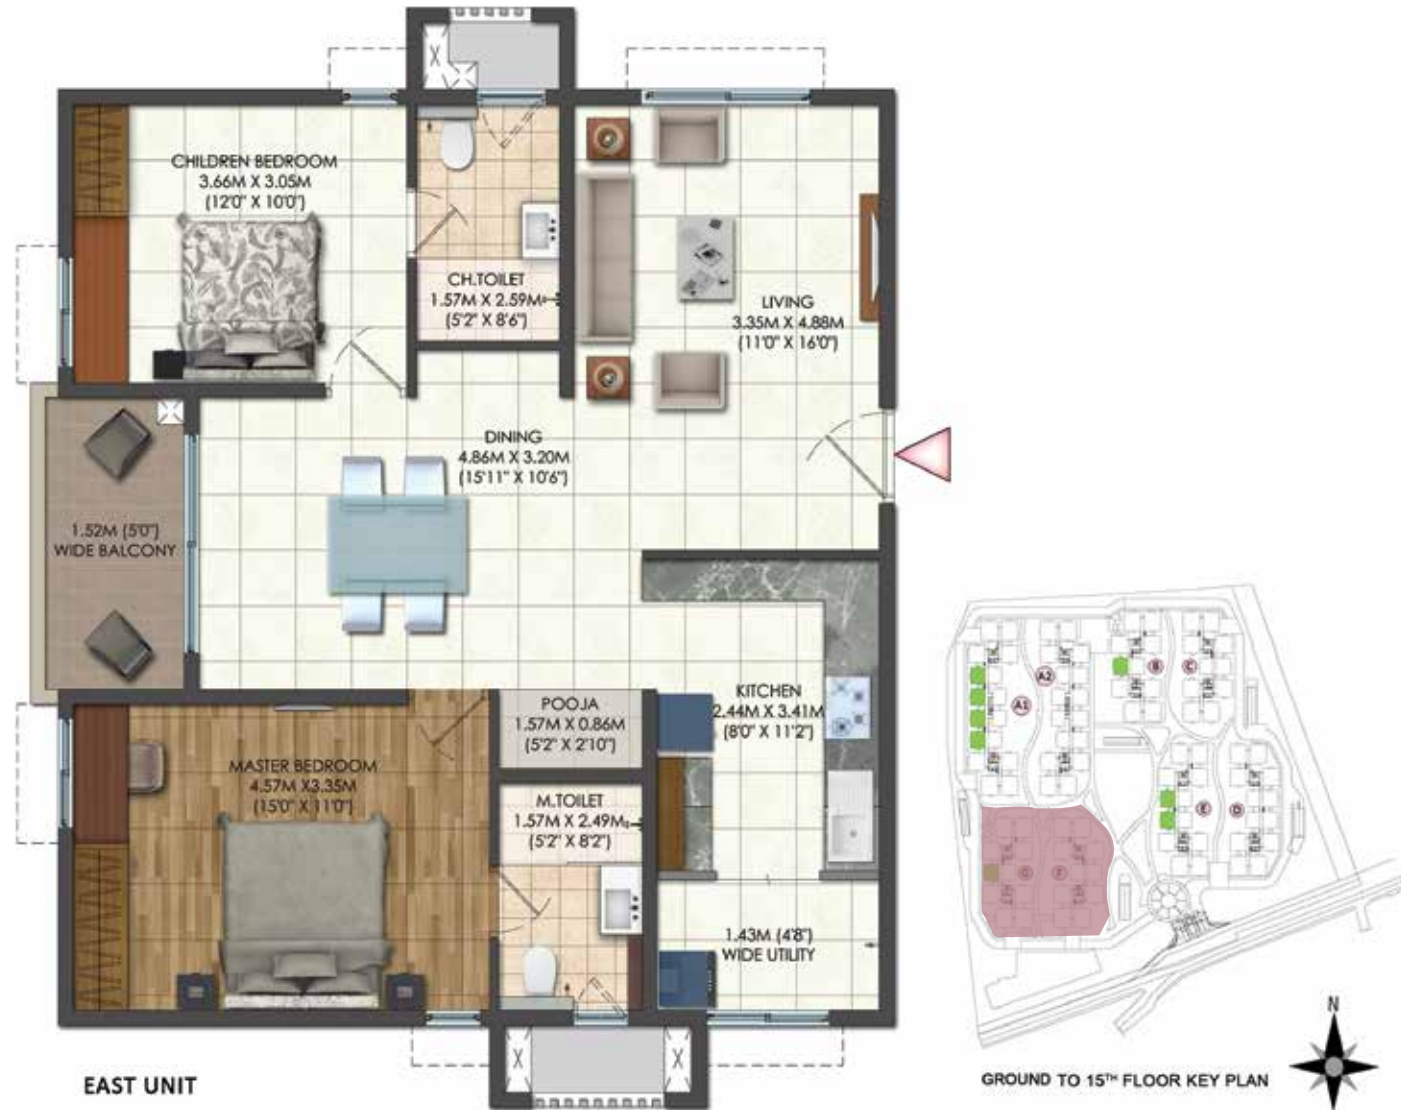 CHILDREN BEDROOM
3.66M X 3.05M
(12'0" X 10'0")
CH.TOILET
1.57M X 2.59M
(5'2" X 8'6")
LIVING
3.35M X 4.88M
(11'0" X 16'0")
DINING
4.86M X 3.20M
(15'11" X 10'6")
1.52M (5'0")
WIDE BALCONY
POOJA
1.57M X 0.86M
(5'2" X 2'10")
KITCHEN
2.44M X 3.41M
(8'0" X 11'2")
MASTER BEDROOM
4.57M X3.35M
(15'0" X 11'0")
M.TOILET
1.57M X 2.49M
(5'2" X 8'2")
1.43M (4'8")
WIDE UTILITY
EAST UNIT
A1
A2
B
C
E
D
G
F
N
GROUND TO 15TH FLOOR KEY PLAN